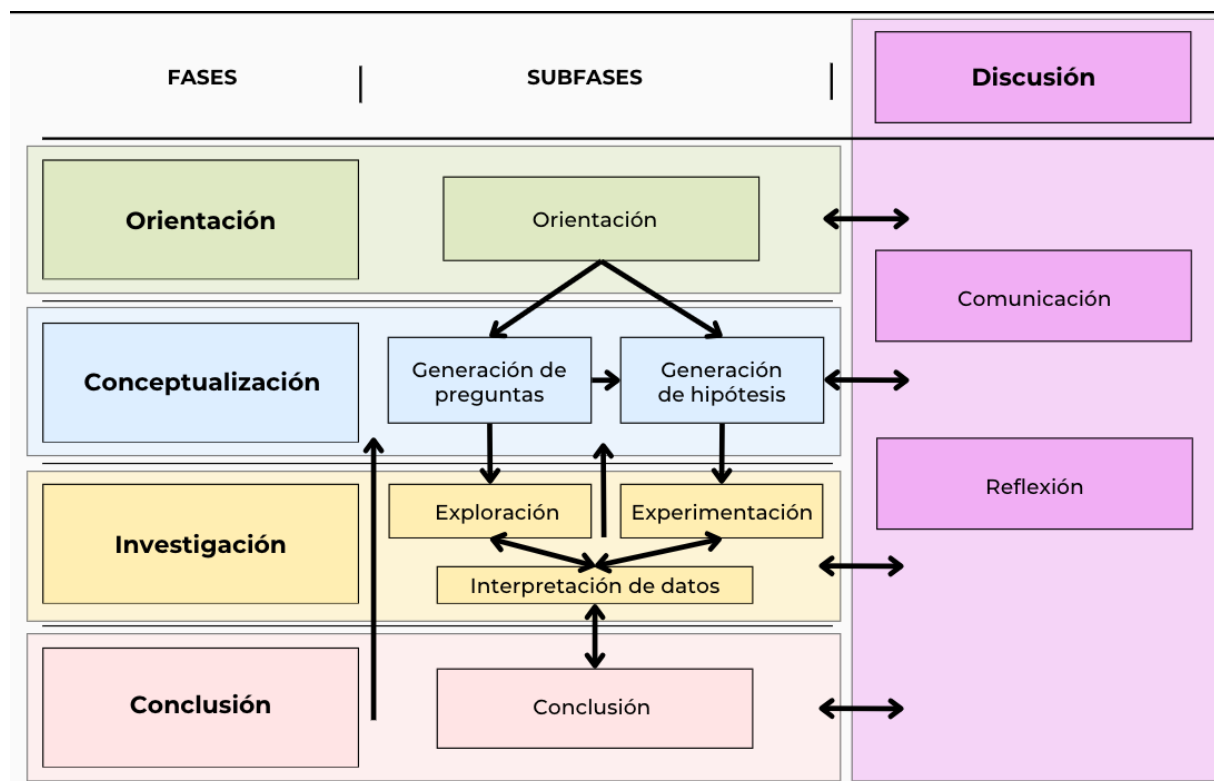 FASES
SUBFASES
Discusión
Orientación
Orientación
Comunicación
Conceptualización
Generación de
preguntas
Generación
de hipótesis
Reflexión
Investigación
Exploración
Experimentación
Interpretación de datos
Conclusión
Conclusión